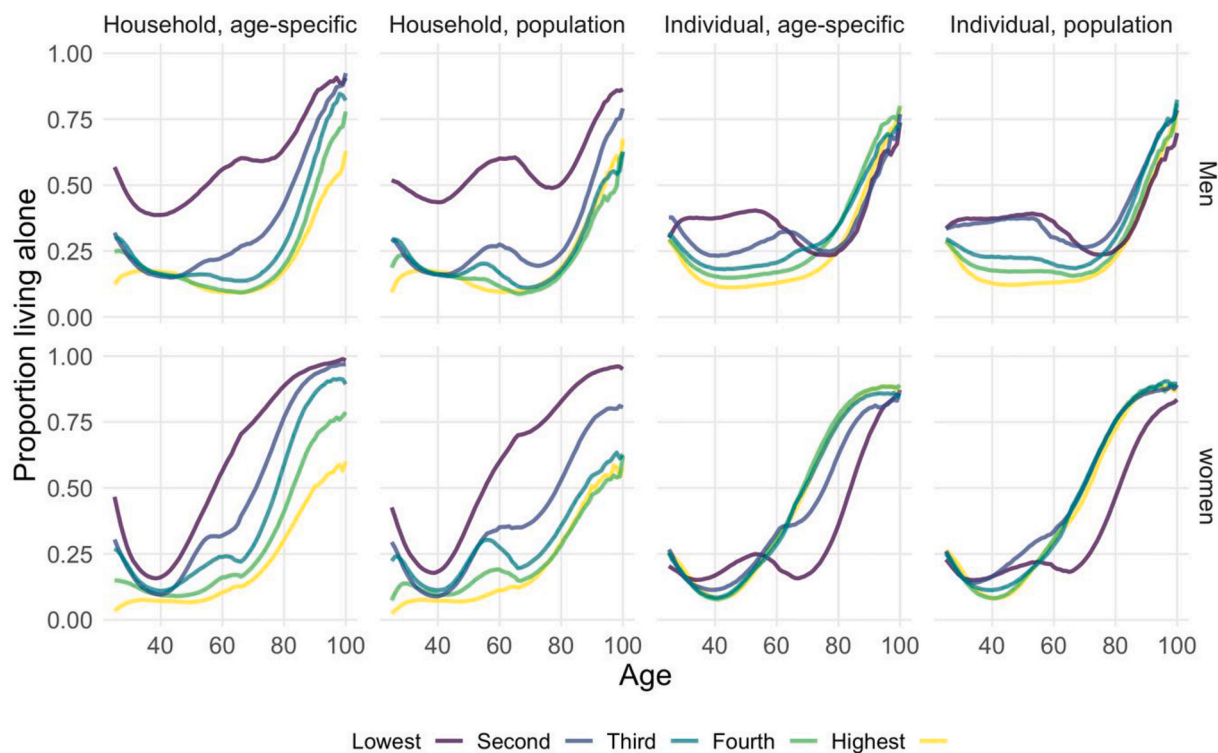 Household, age-specific Household, population Individual, age-specific Individual, population
1.00
0.75
0.50
0.25
0.00
Men
1.00
0.75
0.50
0.25
0.00
women
Proportion living alone
40 60 80 100 40 60 80 100 40 60 80 100 40 60 80 100
Age
Lowest Second Third Fourth Highest